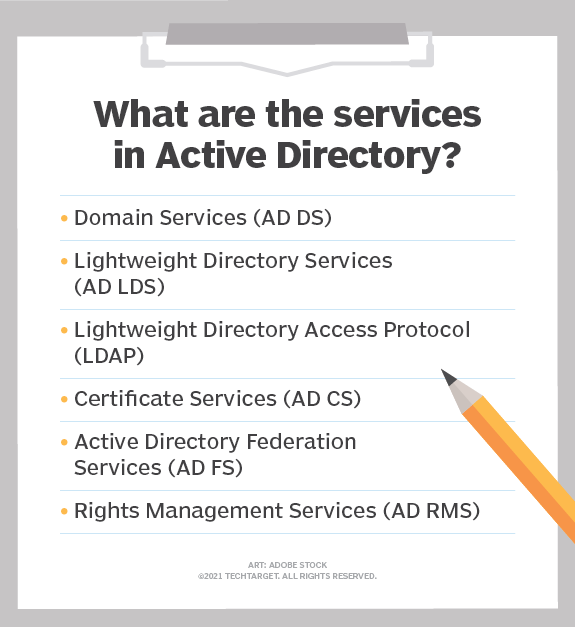 What are the services
in Active Directory?
• Domain Services (AD DS)
• Lightweight Directory Services
(AD LDS)
• Lightweight Directory Access Protocol
(LDAP)
• Certificate Services (AD CS)
• Active Directory Federation
Services (AD FS)
• Rights Management Services (AD RMS)
ART: ADOBE STOCK
©2021 TECHTARGET. ALL RIGHTS RESERVED.